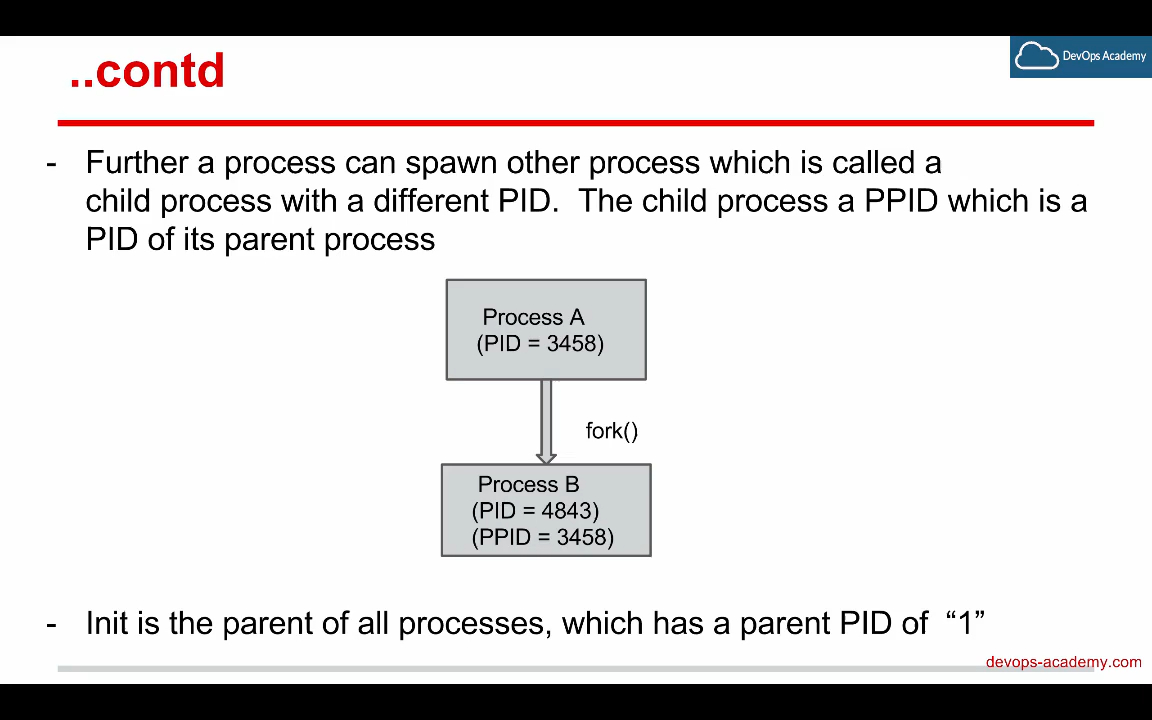 ..contd
DevOps Academy
- Further a process can spawn other process which is called a
child process with a different PID. The child process a PPID which is a
PID of its parent process
Process A
(PID = 3458)
fork()
Process B
(PID = 4843)
(PPID = 3458)
- Init is the parent of all processes, which has a parent PID of “1”
devops-academy.com